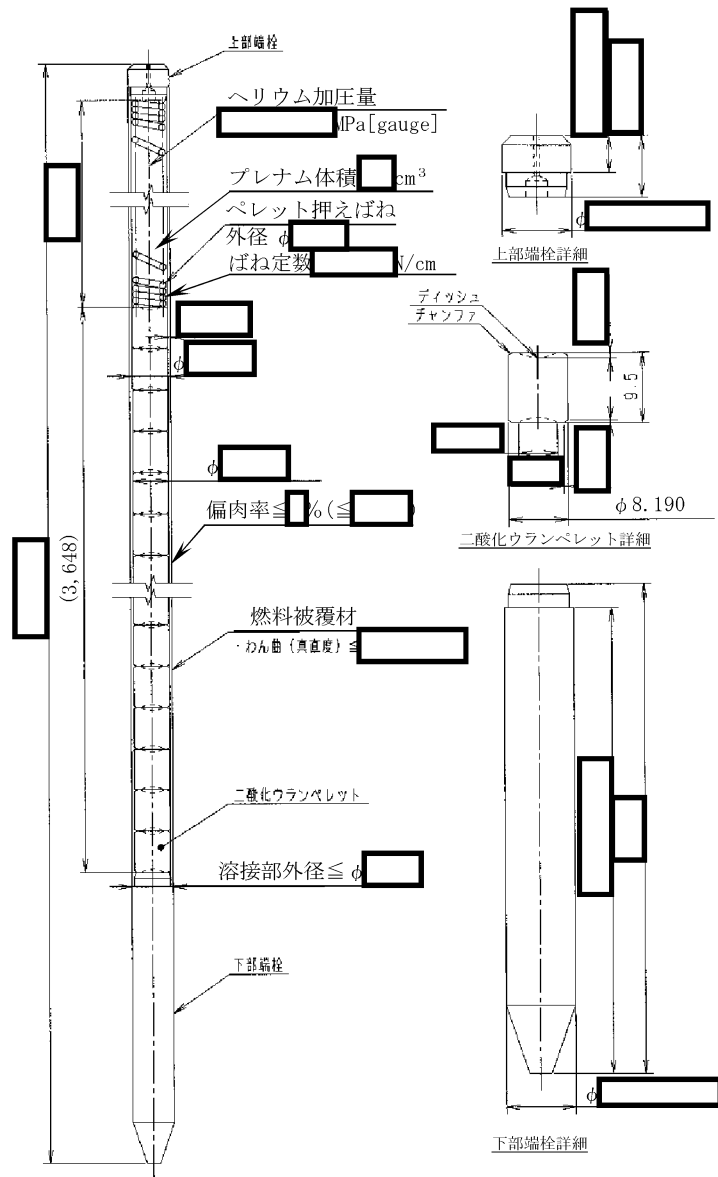 上部端栓
ヘリウム加圧量
MPa[gauge]
プレナム体積 cm³
ペレット押えばね
外径 φ
ばね定数 N/cm
φ
φ
偏肉率≦ %(≦ )
(3,648)
燃料被覆材
・わん曲(真直度)≦
二酸化ウランペレット
溶接部外径≦ φ
下部端栓
φ
上部端栓詳細
ディッシュ
チャンファ
9.5
φ8.190
二酸化ウランペレット詳細
φ
下部端栓詳細